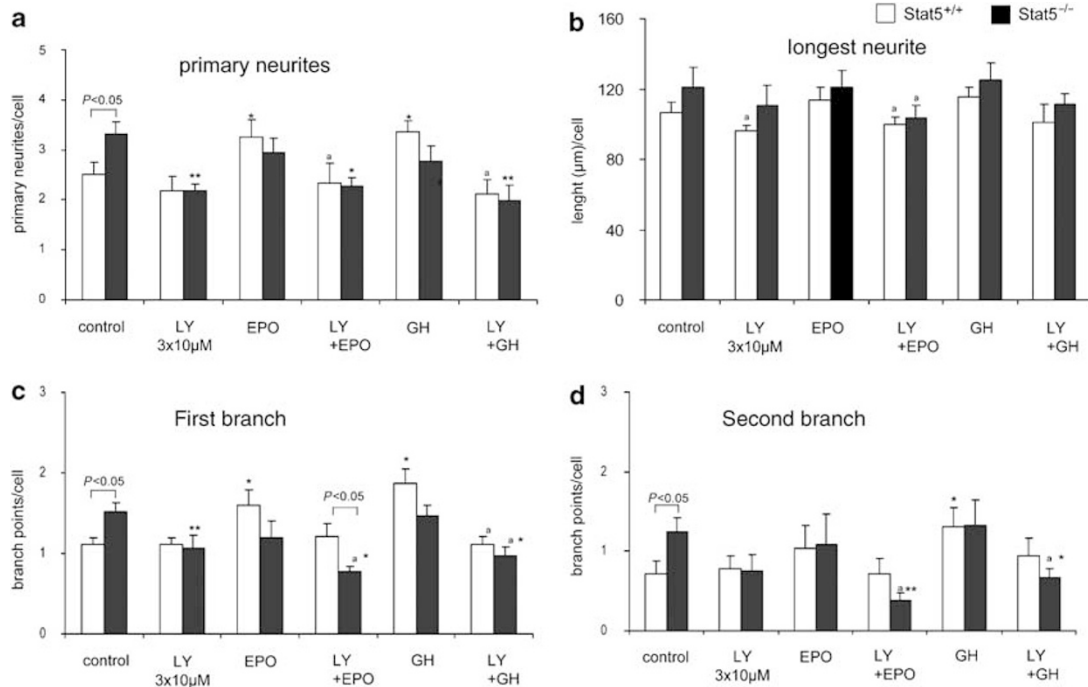 Stat5+/+ Stat5−/−
a
primary neurites
5
4
3
2
1
0
primary neurites/cell
P<0.05
**
*
a
*
*
a
**
control LY EPO LY GH LY
3x10µM +EPO +GH
b
longest neurite
160
120
80
40
0
lenght (µm)/cell
a
a a
control LY EPO LY GH LY
3x10µM +EPO +GH
c
First branch
3
2
1
0
branch points/cell
P<0.05
**
*
P<0.05
a *
*
a
a *
control LY EPO LY GH LY
3x10µM +EPO +GH
d
Second branch
3
2
1
0
branch points/cell
P<0.05
a**
*
a *
control LY EPO LY GH LY
3x10µM +EPO +GH